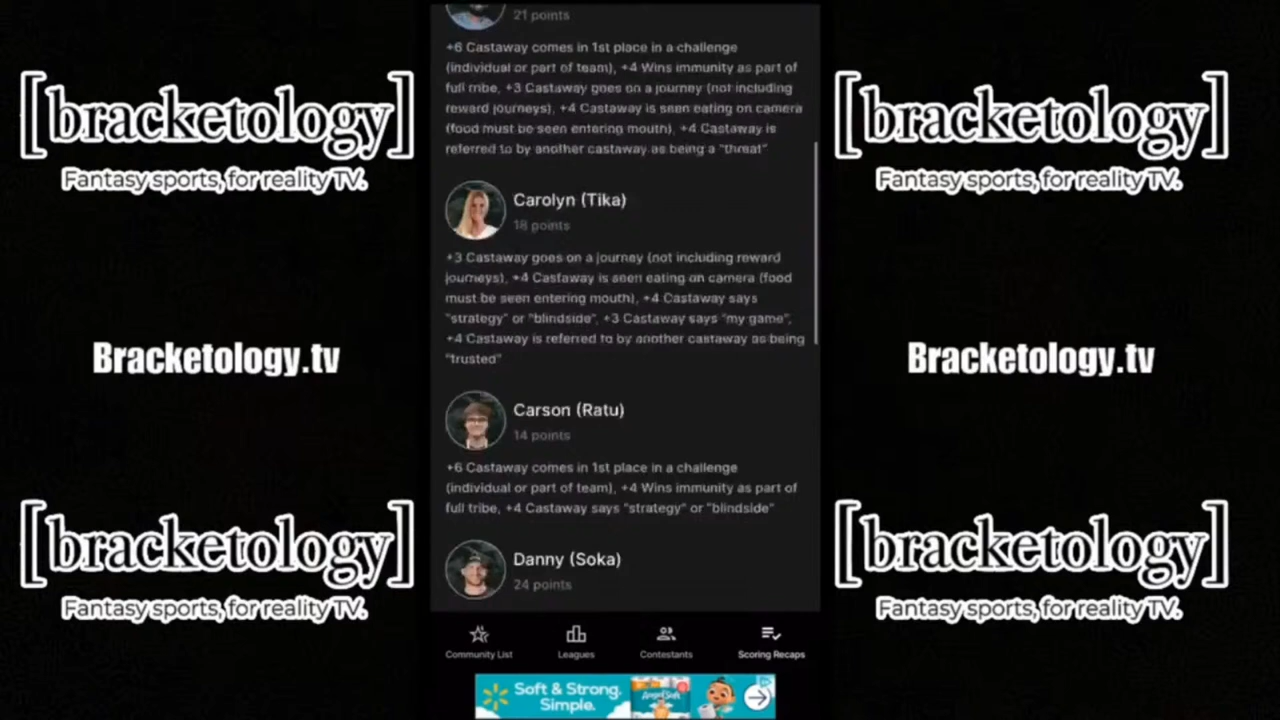 [bracketology]
Fantasy sports, for reality TV.
Bracketology.tv
[bracketology]
Fantasy sports, for reality TV.
21 points
+6 Castaway comes in 1st place in a challenge
(individual or part of team), +4 Wins immunity as part of
full tribe, +3 Castaway goes on a journey (not including
reward journeys), +4 Castaway is seen eating on camera
(food must be seen entering mouth), +4 Castaway is
referred to by another castaway as being a "threat"
Carolyn (Tika)
18 points
+3 Castaway goes on a journey (not including reward
journeys), +4 Castaway is seen eating on camera (food
must be seen entering mouth), +4 Castaway says
"strategy" or "blindside", +3 Castaway says "my game",
+4 Castaway is referred to by another castaway as being
"trusted"
Carson (Ratu)
14 points
+6 Castaway comes in 1st place in a challenge
(individual or part of team), +4 Wins immunity as part of
full tribe, +4 Castaway says "strategy" or "blindside"
Danny (Soka)
24 points
Community List
Leagues
Contestants
Scoring Recaps
Soft & Strong.
Simple.
Angel Soft
[bracketology]
Fantasy sports, for reality TV.
Bracketology.tv
[bracketology]
Fantasy sports, for reality TV.